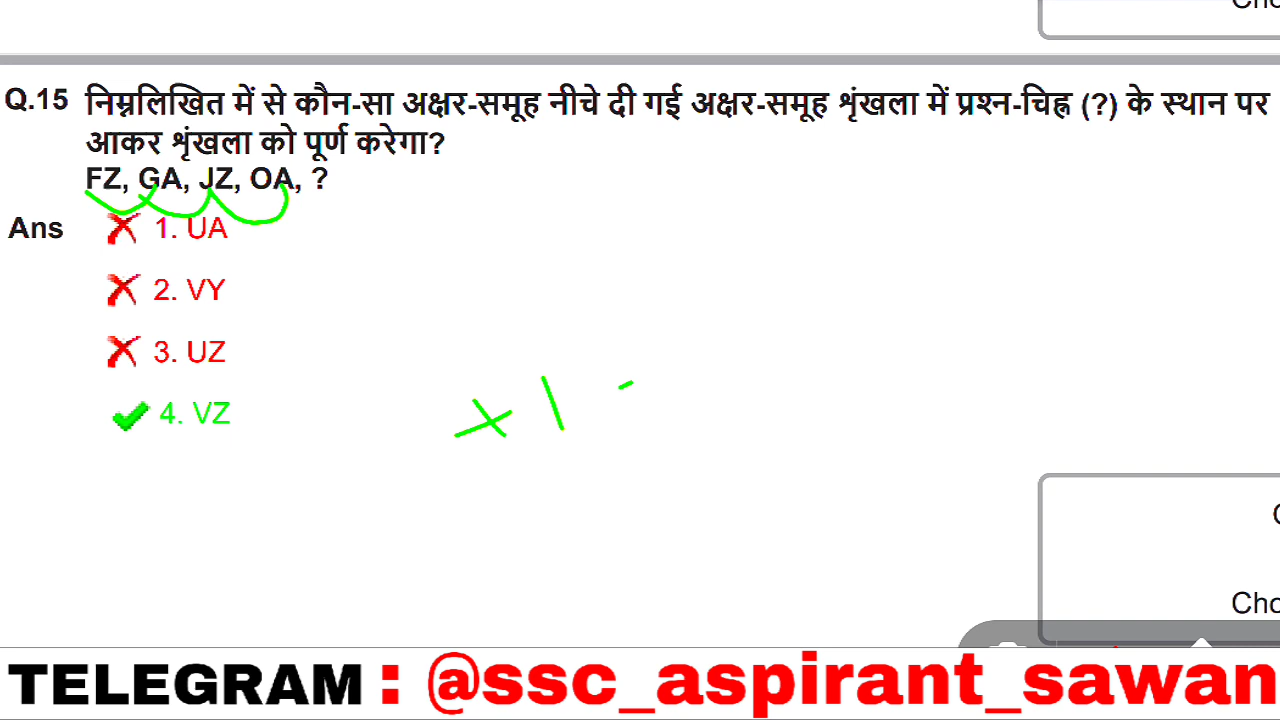 Q.15 निम्नलिखित में से कौन-सा अक्षर-समूह नीचे दी गई अक्षर-समूह शृंखला में प्रश्न-चिह्न (?) के स्थान पर
आकर शृंखला को पूर्ण करेगा?
FZ, GA, JZ, OA, ?
Ans 1. UA
2. VY
3. UZ
4. VZ
TELEGRAM : @ssc_aspirant_sawan